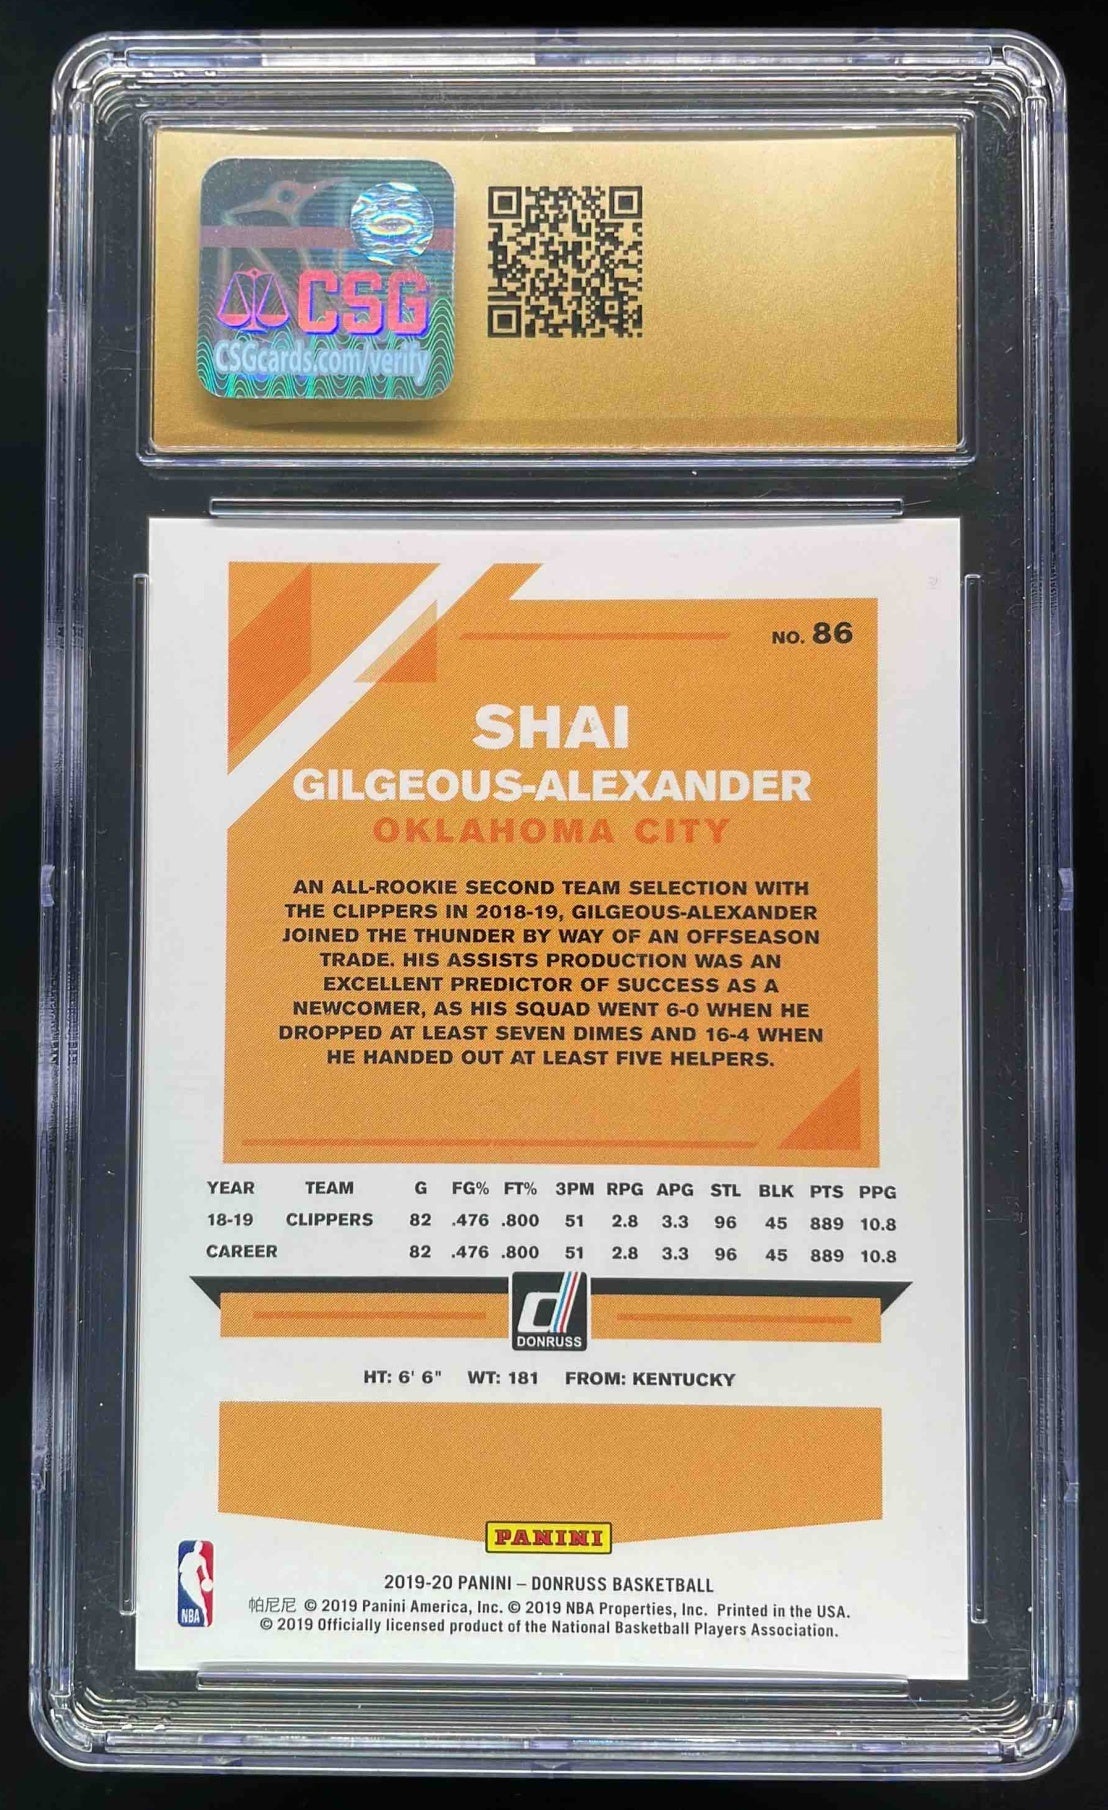 CSG
CSGcards.com/verify
NO. 86
SHAI
GILGEOUS-ALEXANDER
OKLAHOMA CITY
AN ALL-ROOKIE SECOND TEAM SELECTION WITH
THE CLIPPERS IN 2018-19, GILGEOUS-ALEXANDER
JOINED THE THUNDER BY WAY OF AN OFFSEASON
TRADE. HIS ASSISTS PRODUCTION WAS AN
EXCELLENT PREDICTOR OF SUCCESS AS A
NEWCOMER, AS HIS SQUAD WENT 6-0 WHEN HE
DROPPED AT LEAST SEVEN DIMES AND 16-4 WHEN
HE HANDED OUT AT LEAST FIVE HELPERS.
YEAR TEAM G FG% FT% 3PM RPG APG STL BLK PTS PPG
18-19 CLIPPERS 82 .476 .800 51 2.8 3.3 96 45 889 10.8
CAREER 82 .476 .800 51 2.8 3.3 96 45 889 10.8
d
DONRUSS
HT: 6' 6" WT: 181 FROM: KENTUCKY
PANINI
NBA
2019-20 PANINI – DONRUSS BASKETBALL
帕尼尼 © 2019 Panini America, Inc. © 2019 NBA Properties, Inc. Printed in the USA.
© 2019 Officially licensed product of the National Basketball Players Association.